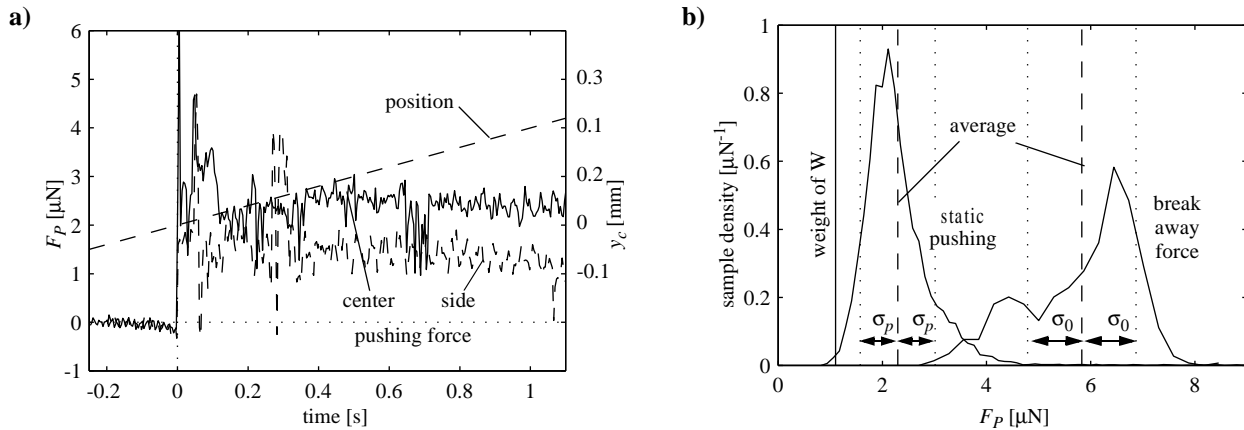 a)
6
5
4
3
2
1
0
-1
F_P [μN]
0.3
0.1
0.2
0
-0.1
y_c [mm]
position
center
side
pushing force
-0.2
0
0.2
0.4
0.6
0.8
1
time [s]
b)
1
0.8
0.6
0.4
0.2
0
sample density [μN⁻¹]
weight of W
average
static
pushing
break
away
force
σ_p
σ_p
σ_0
σ_0
0
2
4
6
8
F_P [μN]